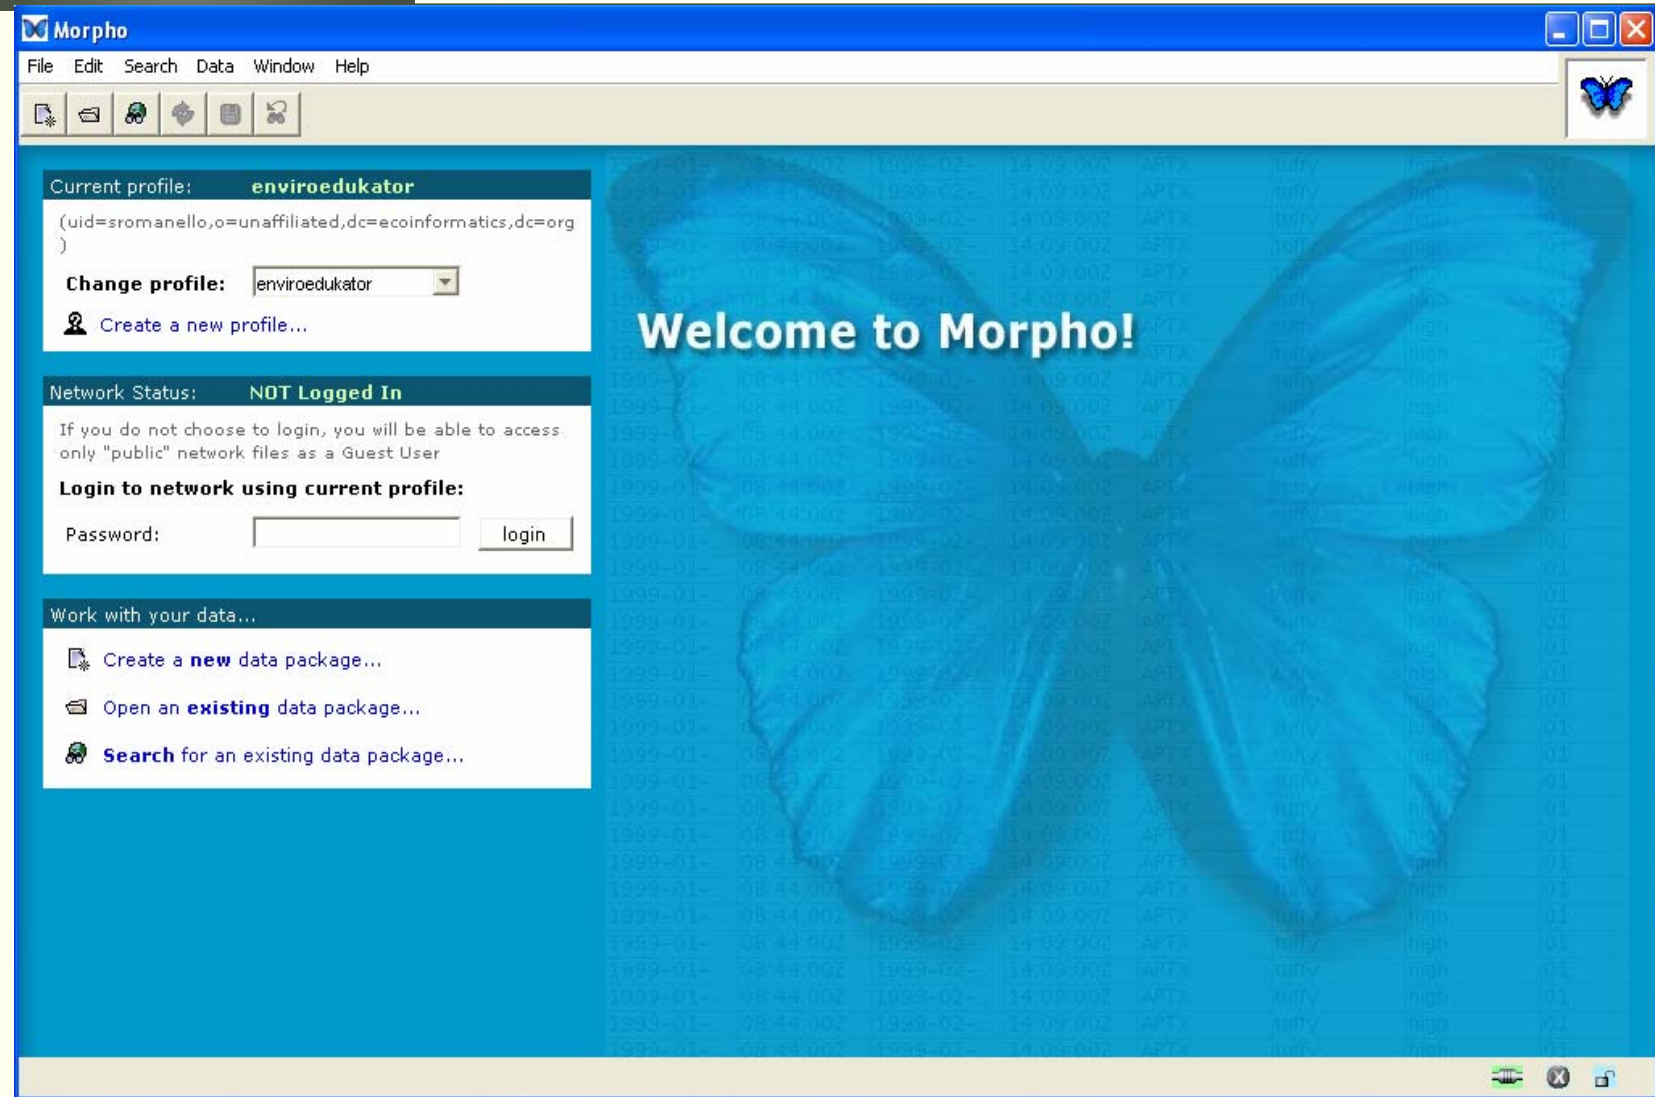 Morpho
File Edit Search Data Window Help
Current profile: enviroedukator
(uid=sromanello,o=unaffiliated,dc=ecoinformatics,dc=org
)
Change profile: enviroedukator
Create a new profile...
Welcome to Morpho!
Network Status: NOT Logged In
If you do not choose to login, you will be able to access
only "public" network files as a Guest User
Login to network using current profile:
Password: login
Work with your data...
Create a new data package...
Open an existing data package...
Search for an existing data package...